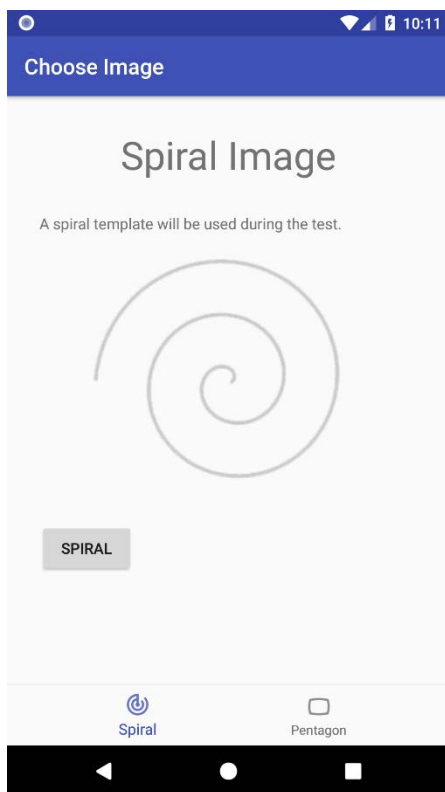 10:11
Choose Image
Spiral Image
A spiral template will be used during the test.
SPIRAL
Spiral
Pentagon